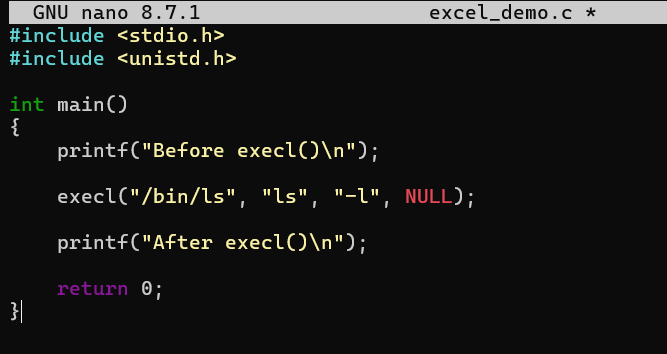 GNU nano 8.7.1 excel_demo.c *
#include <stdio.h>
#include <unistd.h>
int main()
{
printf("Before execl()\n");
execl("/bin/ls", "ls", "-l", NULL);
printf("After execl()\n");
return 0;
}